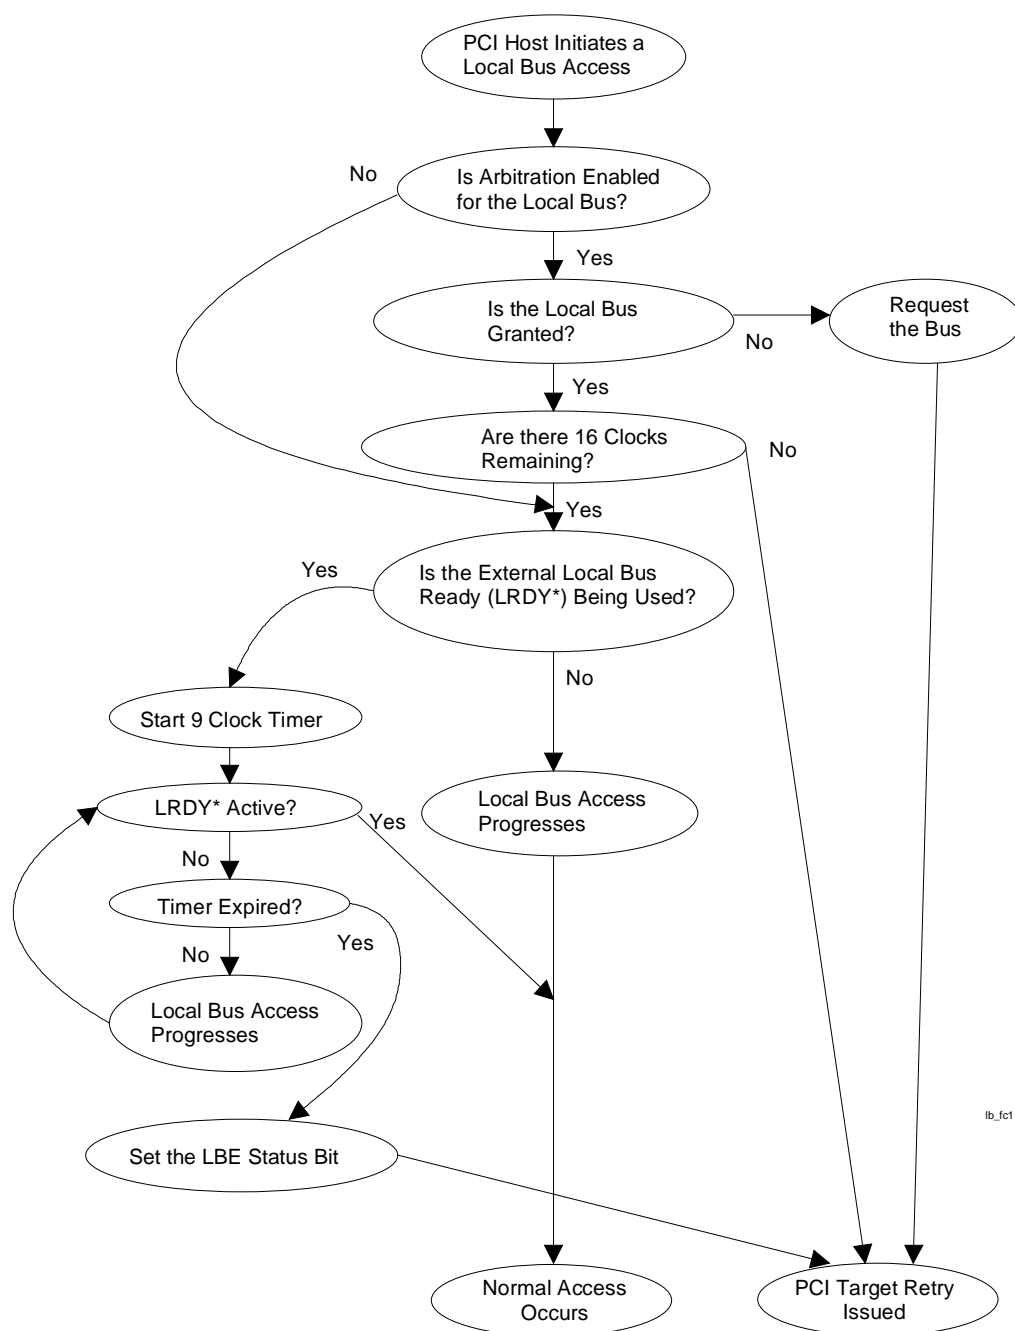 PCI Host Initiates a
Local Bus Access
No
Is Arbitration Enabled
for the Local Bus?
Yes
Is the Local Bus
Granted?
No
Request
the Bus
Yes
Are there 16 Clocks
Remaining?
No
Yes
Is the External Local Bus
Ready (LRDY*) Being Used?
Yes
No
Start 9 Clock Timer
LRDY* Active?
Yes
Local Bus Access
Progresses
No
Timer Expired?
Yes
No
Local Bus Access
Progresses
lb_fc1
Set the LBE Status Bit
Normal Access
Occurs
PCI Target Retry
Issued